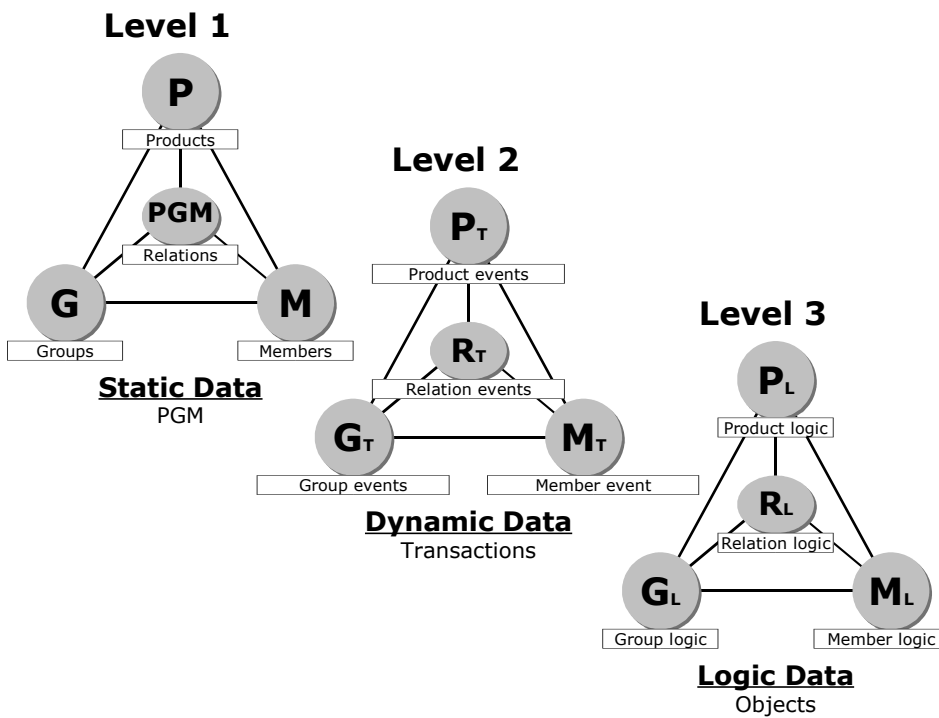 Level 1
P
Products
PGM
Relations
G
M
Groups
Members
Static Data
PGM
Level 2
PT
Product events
RT
Relation events
GT
MT
Group events
Member event
Dynamic Data
Transactions
Level 3
PL
Product logic
RL
Relation logic
GL
ML
Group logic
Member logic
Logic Data
Objects